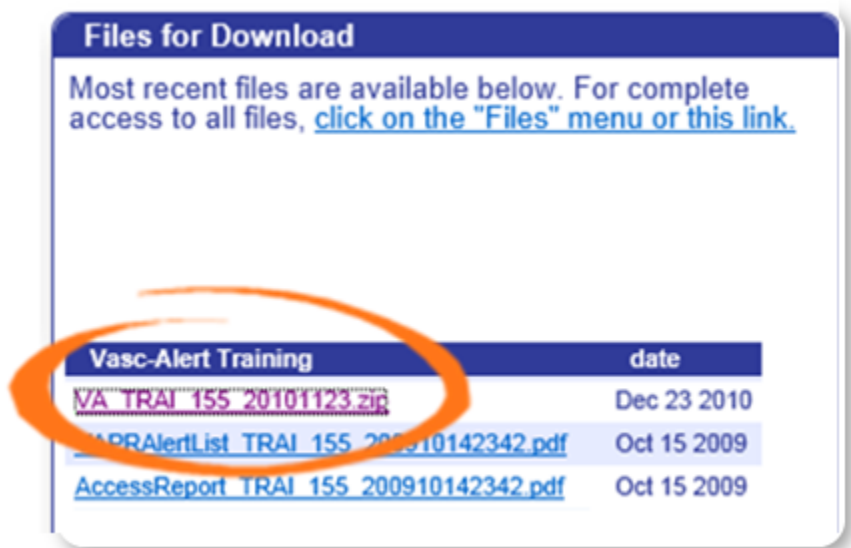 Files for Download
Most recent files are available below. For complete
access to all files, click on the "Files" menu or this link.
Vasc-Alert Training date
VA_TRAI_155_20101123.zip Dec 23 2010
TRAI_155_200910142342.pdf Oct 15 2009
AccessReport_TRAI_155_200910142342.pdf Oct 15 2009